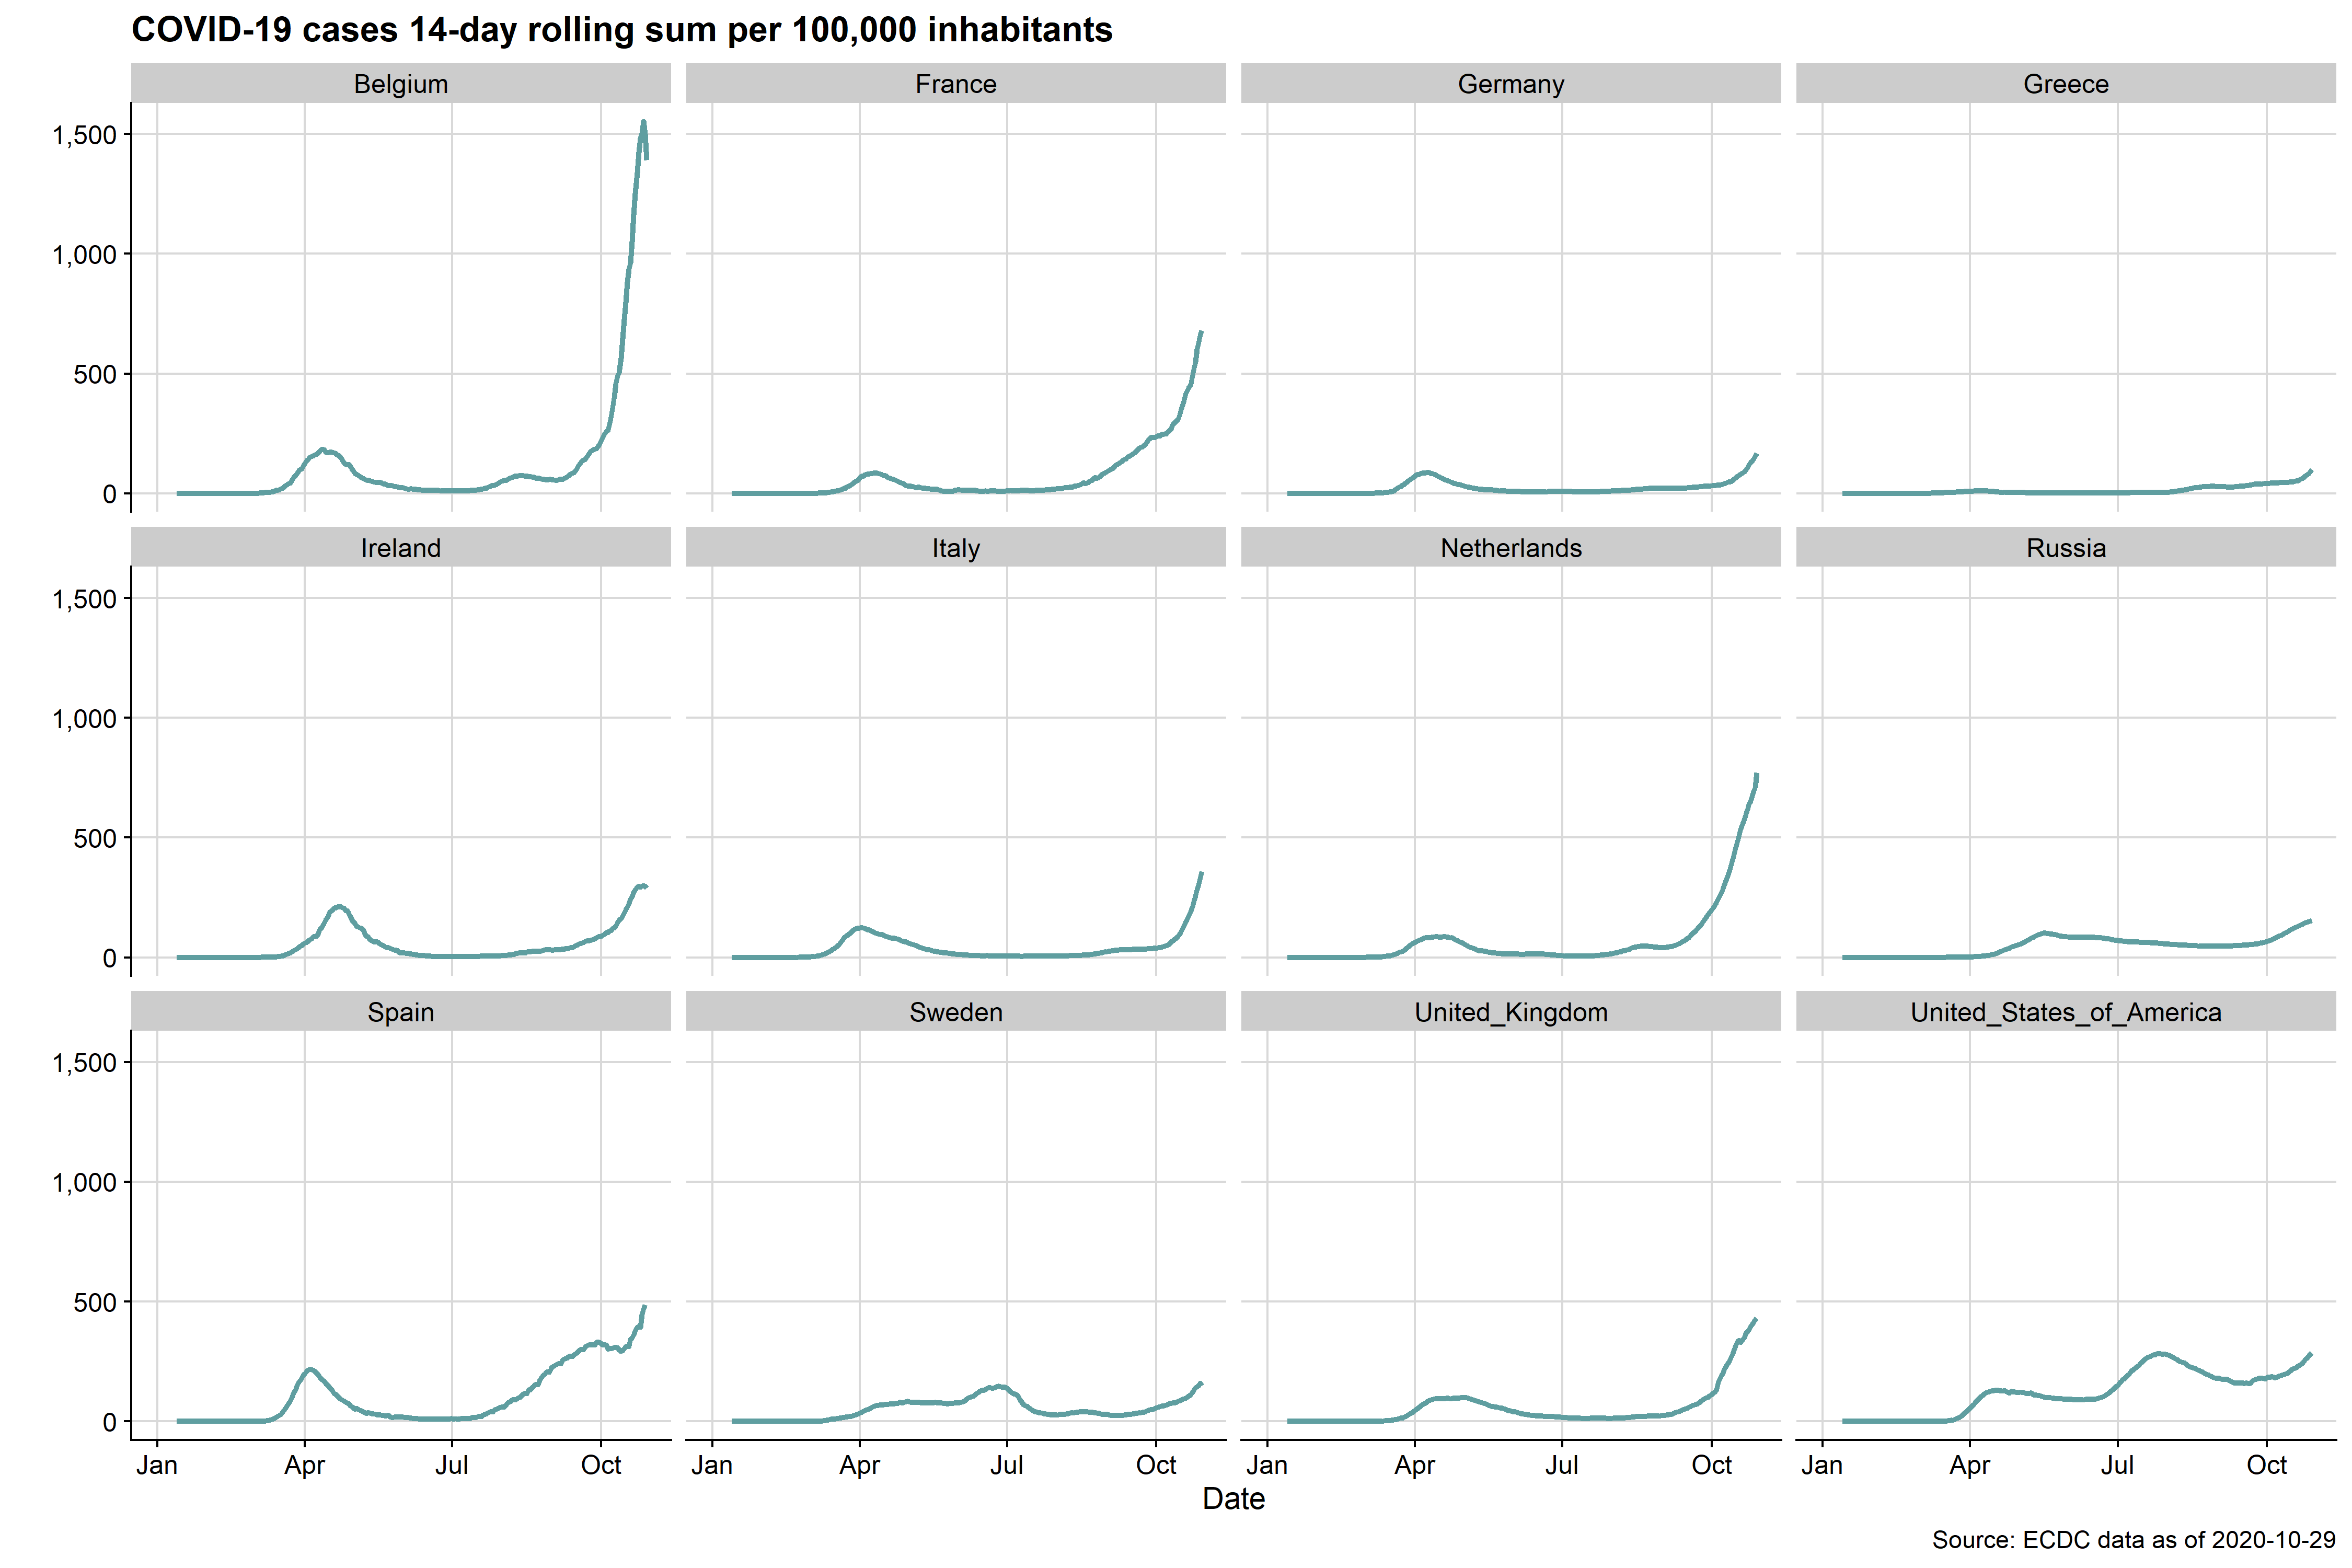 COVID-19 cases 14-day rolling sum per 100,000 inhabitants
Belgium France Germany Greece
1,500
1,000
500
0
Ireland Italy Netherlands Russia
1,500
1,000
500
0
Spain Sweden United_Kingdom United_States_of_America
1,500
1,000
500
0
Jan Apr Jul Oct Jan Apr Jul Oct Jan Apr Jul Oct Jan Apr Jul Oct
Date
Source: ECDC data as of 2020-10-29